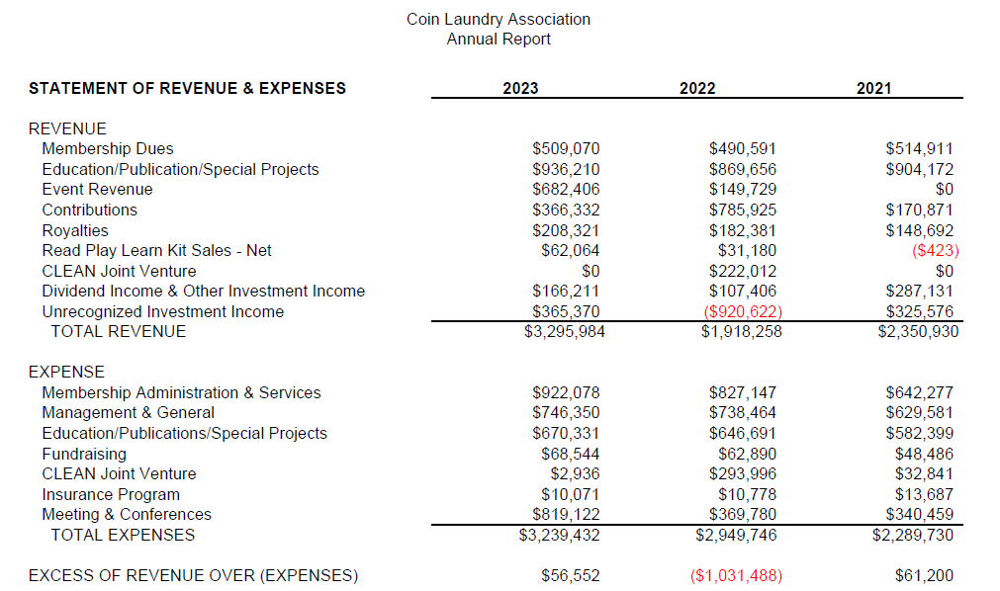 Coin Laundry Association
Annual Report
STATEMENT OF REVENUE & EXPENSES 2023 2022 2021
REVENUE
Membership Dues $509,070 $490,591 $514,911
Education/Publication/Special Projects $936,210 $869,656 $904,172
Event Revenue $682,406 $149,729 $0
Contributions $366,332 $785,925 $170,871
Royalties $208,321 $182,381 $148,692
Read Play Learn Kit Sales - Net $62,064 $31,180 ($423)
CLEAN Joint Venture $0 $222,012 $0
Dividend Income & Other Investment Income $166,211 $107,406 $287,131
Unrecognized Investment Income $365,370 ($920,622) $325,576
TOTAL REVENUE $3,295,984 $1,918,258 $2,350,930
EXPENSE
Membership Administration & Services $922,078 $827,147 $642,277
Management & General $746,350 $738,464 $629,581
Education/Publications/Special Projects $670,331 $646,691 $582,399
Fundraising $68,544 $62,890 $48,486
CLEAN Joint Venture $2,936 $293,996 $32,841
Insurance Program $10,071 $10,778 $13,687
Meeting & Conferences $819,122 $369,780 $340,459
TOTAL EXPENSES $3,239,432 $2,949,746 $2,289,730
EXCESS OF REVENUE OVER (EXPENSES) $56,552 ($1,031,488) $61,200